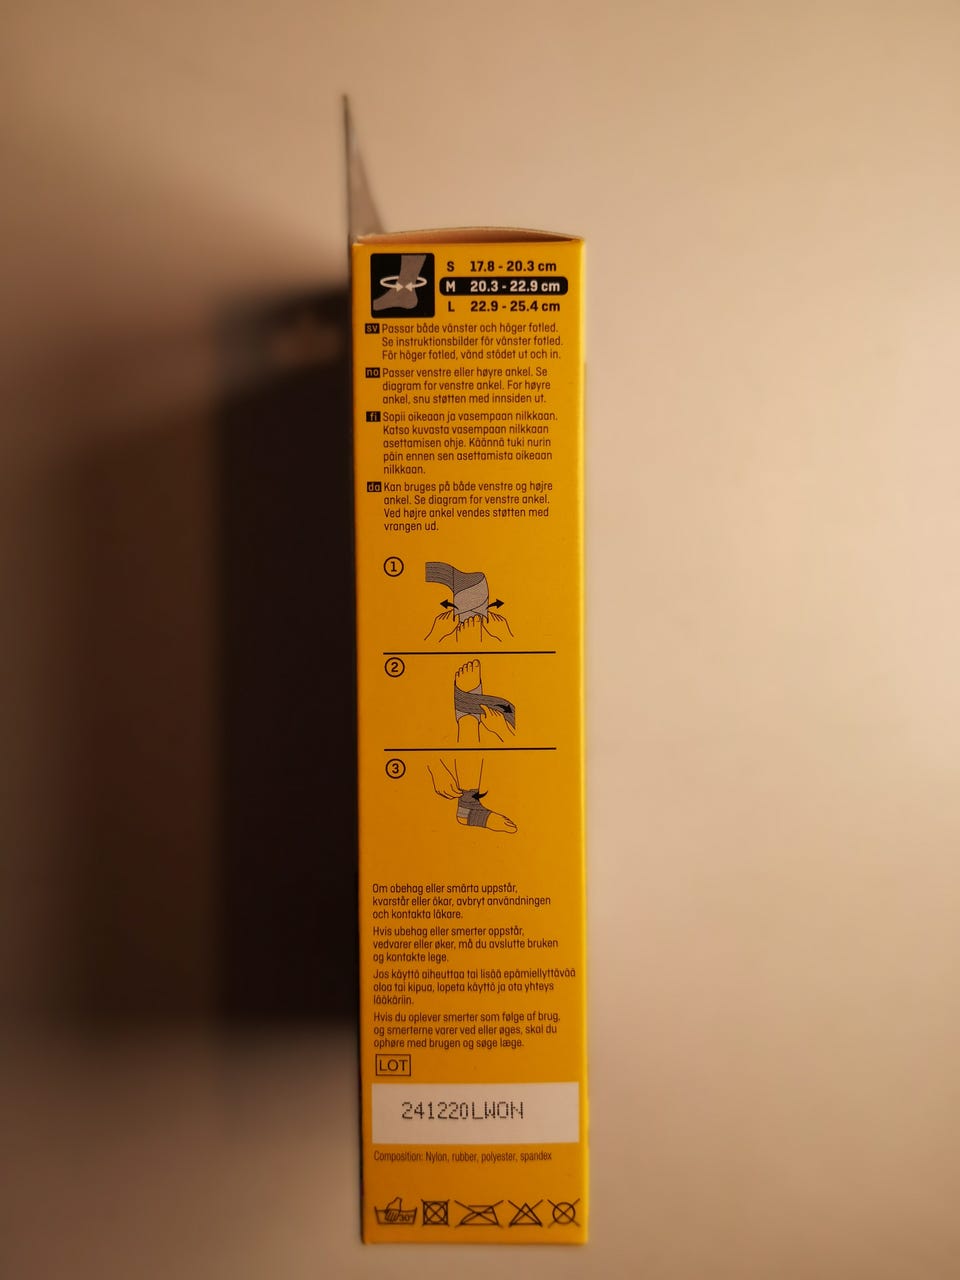 S 17.8 - 20.3 cm
M 20.3 - 22.9 cm
L 22.9 - 25.4 cm
sv Passar både vänster och höger fotled.
Se instruktionsbilder för vänster fotled.
För höger fotled, vänd stödet ut och in.
no Passer venstre eller høyre ankel. Se
diagram for venstre ankel. For høyre
ankel, snu støtten med innsiden ut.
fi Sopii oikeaan ja vasempaan nilkkaan.
Katso kuvasta vasempaan nilkkaan
asettamisen ohje. Käännä tuki nurin
päin ennen sen asettamista oikeaan
nilkkaan.
da Kan bruges på både venstre og højre
ankel. Se diagram for venstre ankel.
Ved højre ankel vendes støtten med
vrangen ud.
1
2
3
Om obehag eller smärta uppstår,
kvarstår eller ökar, avbryt användningen
och kontakta läkare.
Hvis ubehag eller smerter oppstår,
vedvarer eller øker, må du avslutte bruken
og kontakte lege.
Jos käyttö aiheuttaa tai lisää epämiellyttävää
oloa tai kipua, lopeta käyttö ja ota yhteys
lääkäriin.
Hvis du oplever smerter som følge af brug,
og smerterne varer ved eller øges, skal du
ophøre med brugen og søge læge.
LOT
241220LWON
Composition: Nylon, rubber, polyester, spandex
30°